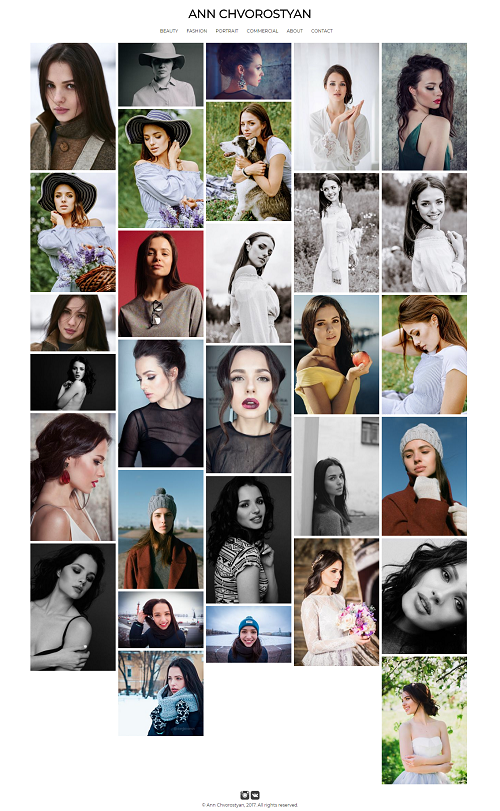 ANN CHVOROSTYAN
BEAUTY FASHION PORTRAIT COMMERCIAL ABOUT CONTACT
© Ann Chvorostyan, 2017. All rights reserved.